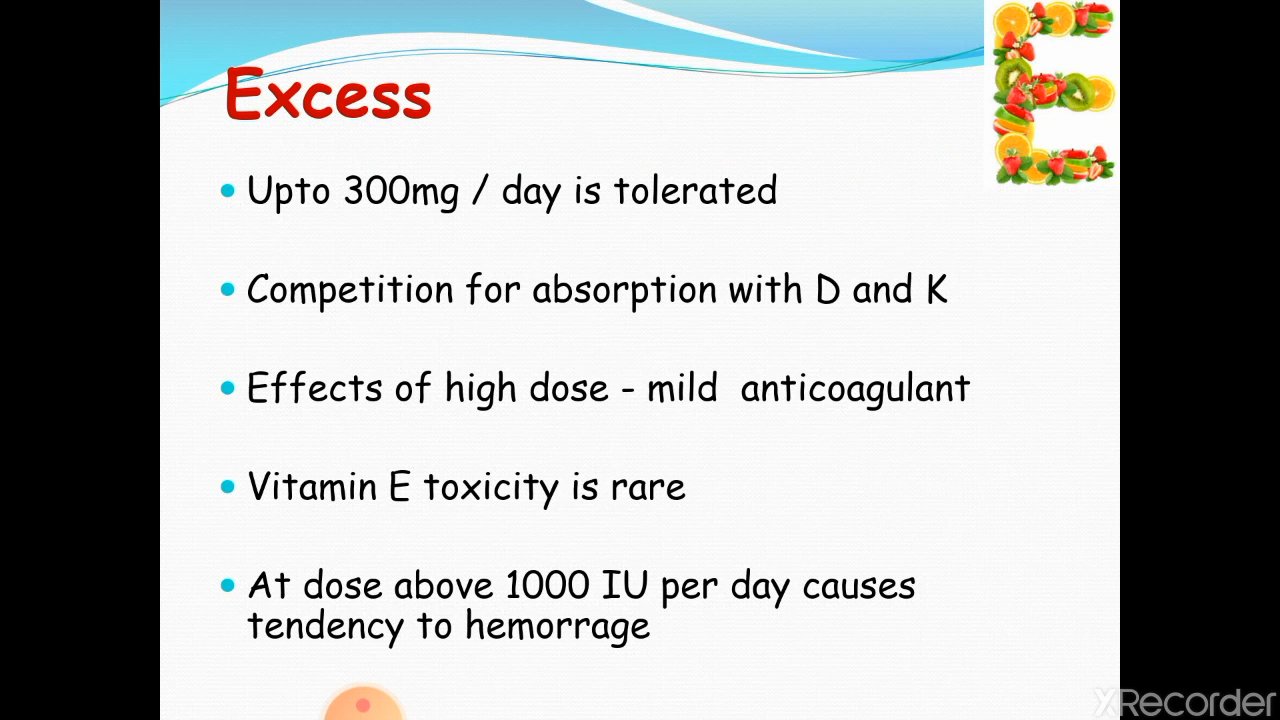 Excess
Upto 300mg / day is tolerated
Competition for absorption with D and K
Effects of high dose - mild anticoagulant
Vitamin E toxicity is rare
At dose above 1000 IU per day causes
tendency to hemorrage
E
XRecorder